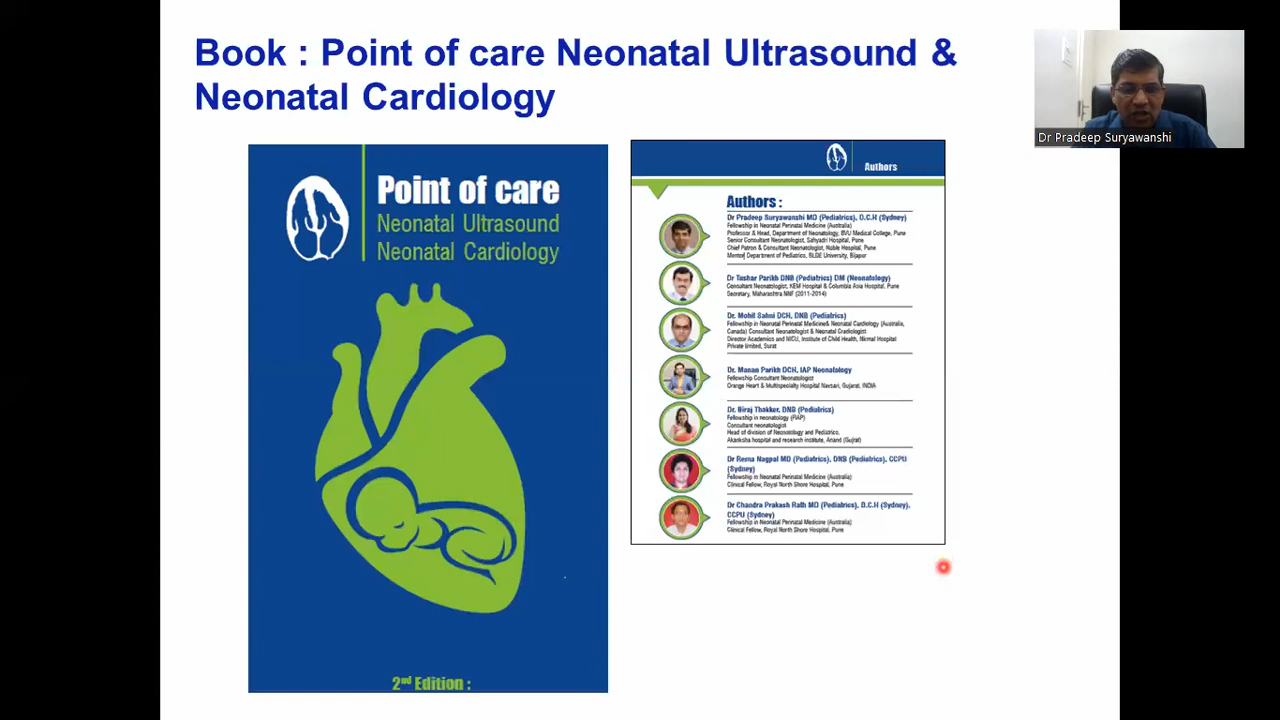 Book : Point of care Neonatal Ultrasound &
Neonatal Cardiology
Dr Pradeep Suryawanshi
Point of care
Neonatal Ultrasound
Neonatal Cardiology
2nd Edition :
Authors
Authors :
Dr Pradeep Suryawanshi MD (Pediatrics), D.C.H (Sydney)
Fellowship in Neonatal Perinatal Medicine (Australia)
Professor & Head, Department of Neonatology, BVU Medical College, Pune
Senior Consultant Neonatologist, Sahyadri Hospital, Pune
Chief Patron & Consultant Neonatologist, Noble Hospital, Pune
Mentor Department of Pediatrics, BLDE University, Bijapur
Dr Tushar Parikh DNB (Pediatrics) DM (Neonatology)
Consultant Neonatologist, KEM Hospital & Columbia Asia Hospital, Pune
Secretary, Maharashtra NNF (2011-2014)
Dr. Mohit Sahni DCH, DNB (Pediatrics)
Fellowship in Neonatal Perinatal Medicine& Neonatal Cardiology (Australia,
Canada) Consultant Neonatologist & Neonatal
Director Academics and NICU, Institute of Child Health, Nirmal Hospital
Private limited, Surat
Dr. Manan Parikh DCH, IAP Neonatology
Fellowship Consultant Neonatologist
Orange Heart & Multispecialty Hospital Navsari, Gujarat, INDIA
Dr. Biraj Thakker, DNB (Pediatrics)
Fellowship in neonatology (FIAP)
Consultant neonatologist
Head of division of Neonatology and Pediatrics,
Akanksha hospital and research institute, Anand (Gujrat)
Dr Reema Nagpal MD (Pediatrics), DNB (Pediatrics), CCPU
(Sydney)
Fellowship in Neonatal Perinatal Medicine (Australia)
Clinical Fellow, Royal North Shore Hospital, Pune
Dr Chandra Prakash Rath MD (Pediatrics), D.C.H (Sydney),
CCPU (Sydney)
Fellowship in Neonatal Perinatal Medicine (Australia)
Clinical Fellow, Royal North Shore Hospital, Pune